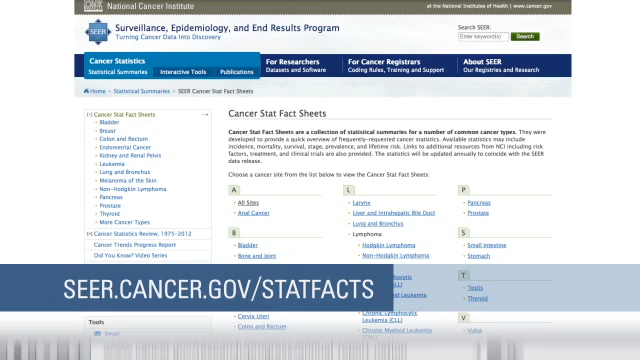 National Cancer Institute
at the National Institutes of Health | www.cancer.gov
SEER
Surveillance, Epidemiology, and End Results Program
Turning Cancer Data Into Discovery
Search SEER:
Enter keyword(s) Search
Cancer Statistics
Statistical Summaries Interactive Tools Publications
For Researchers
Datasets and Software
For Cancer Registrars
Coding Rules, Training and Support
About SEER
Our Registries and Research
Home > Statistical Summaries > SEER Cancer Stat Fact Sheets
[-] Cancer Stat Fact Sheets
Bladder
Breast
Colon and Rectum
Endometrial Cancer
Kidney and Renal Pelvis
Leukemia
Lung and Bronchus
Melanoma of the Skin
Non-Hodgkin Lymphoma
Pancreas
Prostate
Thyroid
More Cancer Types
[-] Cancer Statistics Review, 1975-2012
Cancer Trends Progress Report
Did You Know? Video Series
Tools
Email
Cancer Stat Fact Sheets
Cancer Stat Fact Sheets are a collection of statistical summaries for a number of common cancer types. They were
developed to provide a quick overview of frequently-requested cancer statistics. Available statistics may include
incidence, mortality, survival, stage, prevalence, and lifetime risk. Links to additional resources from NCI including risk
factors, treatment, and clinical trials are also provided. The statistics will be updated annually to coincide with the SEER
data release.
Choose a cancer site from the list below to view the Cancer Stat Fact Sheets:
A
All Sites
Anal Cancer
B
Bladder
Bone and Joint
Cervix Uteri
Colon and Rectum
L
Larynx
Liver and Intrahepatic Bile Duct
Lung and Bronchus
Lymphoma
Hodgkin Lymphoma
Non-Hodgkin Lymphoma
Lymphocytic
Leukemia
Chronic Lymphocytic
Leukemia (CLL)
Chronic Myeloid Leukemia
(CML)
P
Pancreas
Prostate
S
Small Intestine
Stomach
T
Testis
Thyroid
V
Vulva
SEER.CANCER.GOV/STATFACTS